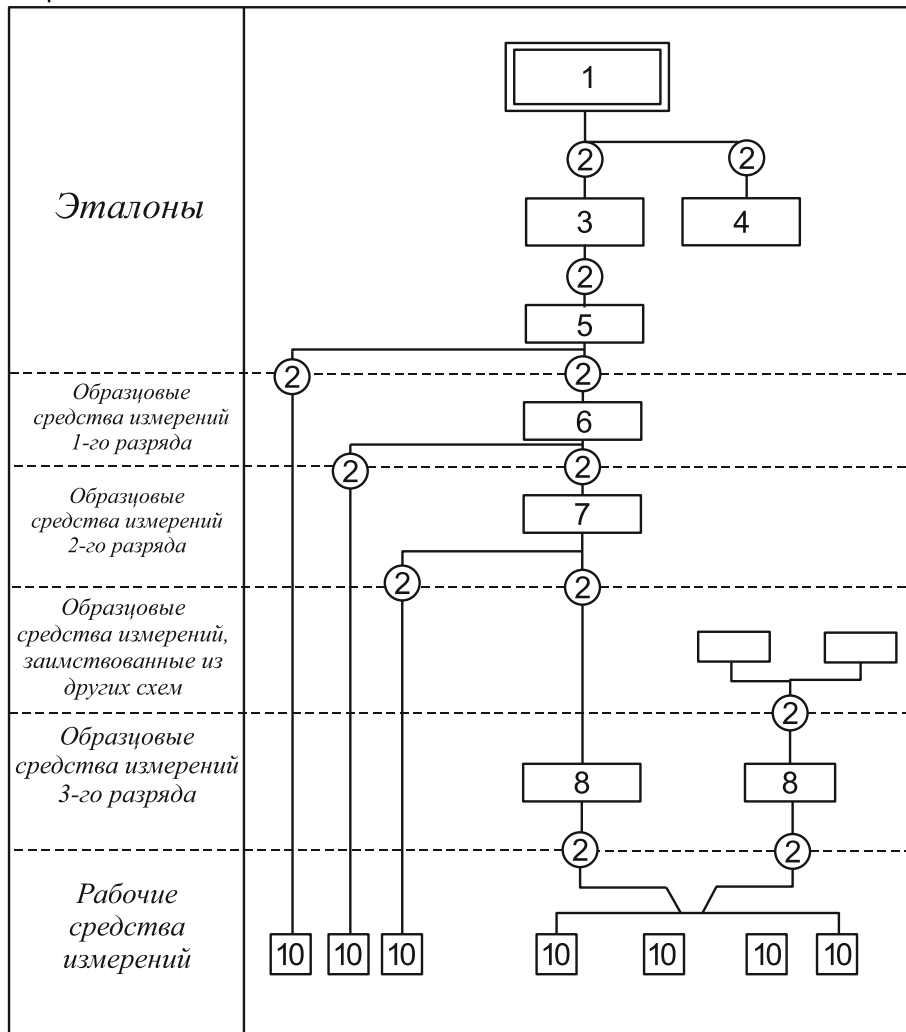 1
2
2
Эталоны
3
4
2
5
2
2
Образцовые
средства измерений
1-го разряда
6
2
2
Образцовые
средства измерений
2-го разряда
7
2
2
Образцовые
средства измерений,
заимствованные из
других схем
2
Образцовые
средства измерений
3-го разряда
8
8
2
2
Рабочие
средства
измерений
10
10
10
10
10
10
10